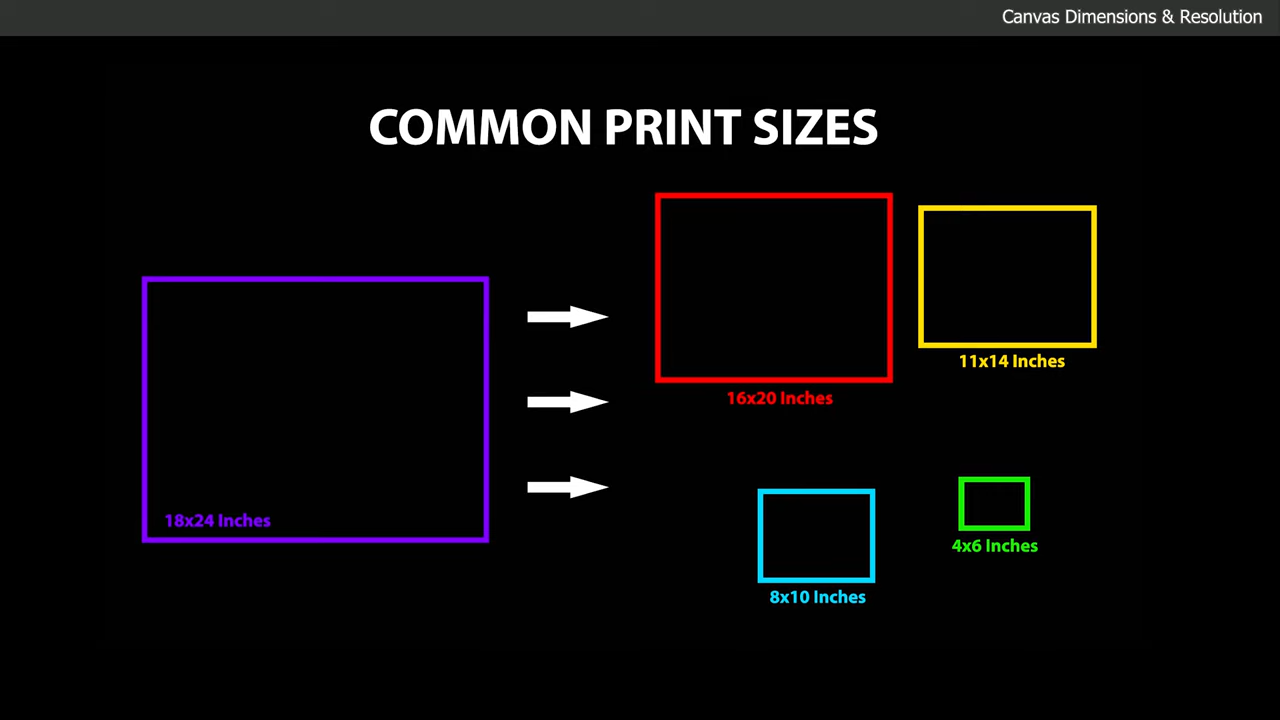 Canvas Dimensions & Resolution
COMMON PRINT SIZES
18x24 Inches
16x20 Inches
11x14 Inches
8x10 Inches
4x6 Inches